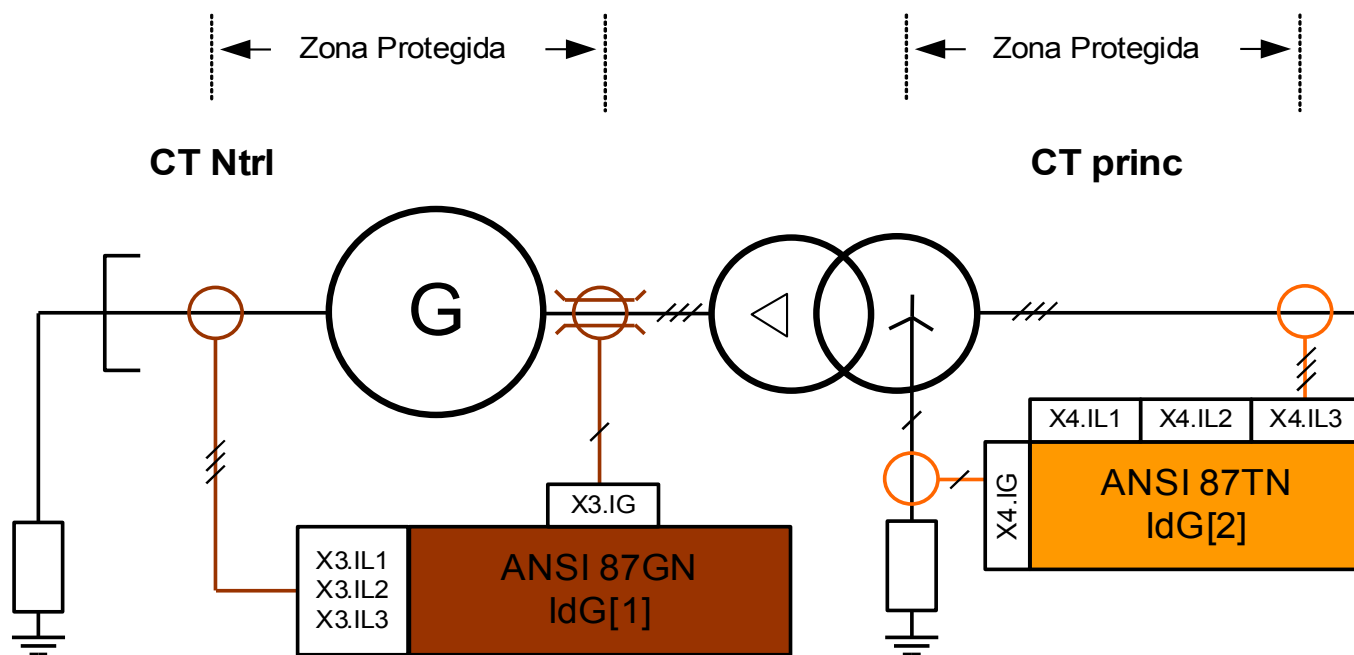 Zona Protegida
Zona Protegida
CT Ntrl
CT princ
G
X4.IL1
X4.IL2
X4.IL3
X4.IG
ANSI 87TN
IdG[2]
X3.IG
X3.IL1
X3.IL2
X3.IL3
ANSI 87GN
IdG[1]